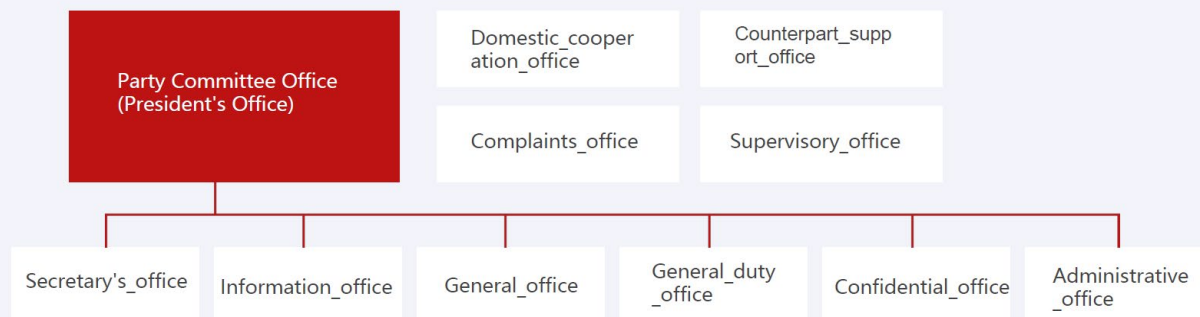 Party Committee Office
(President's Office)
Domestic_cooper
ation_office
Counterpart_supp
ort_office
Complaints_office
Supervisory_office
Secretary's_office
Information_office
General_office
General_duty
_office
Confidential_office
Administrative
_office